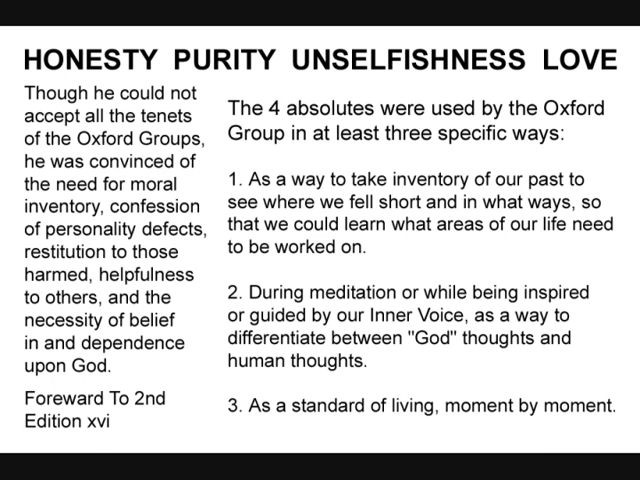 HONESTY PURITY UNSELFISHNESS LOVE
Though he could not
accept all the tenets
of the Oxford Groups,
he was convinced of
the need for moral
inventory, confession
of personality defects,
restitution to those
harmed, helpfulness
to others, and the
necessity of belief
in and dependence
upon God.
Foreward To 2nd
Edition xvi
The 4 absolutes were used by the Oxford
Group in at least three specific ways:
1. As a way to take inventory of our past to
see where we fell short and in what ways, so
that we could learn what areas of our life need
to be worked on.
2. During meditation or while being inspired
or guided by our Inner Voice, as a way to
differentiate between "God" thoughts and
human thoughts.
3. As a standard of living, moment by moment.